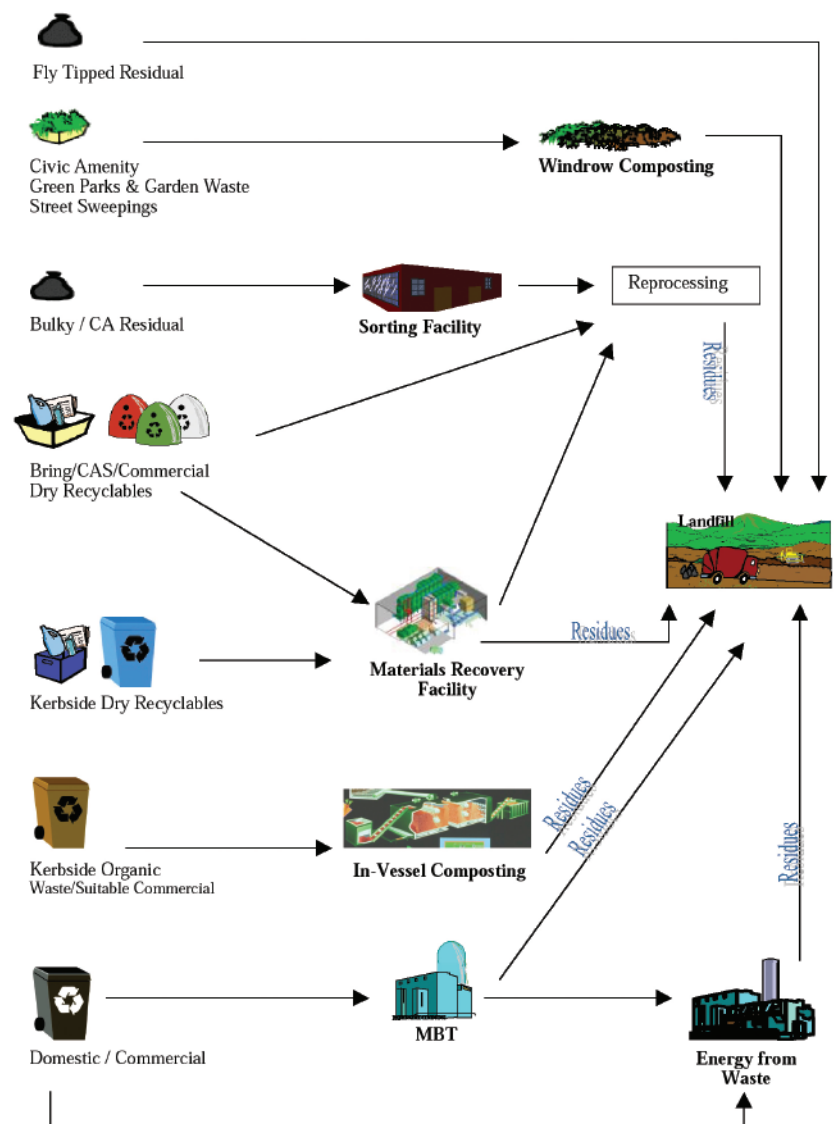 Fly Tipped Residual
Civic Amenity
Green Parks & Garden Waste
Street Sweepings
Windrow Composting
Bulky / CA Residual
Sorting Facility
Reprocessing
Residues
Bring/CAS/Commercial
Dry Recyclables
Landfill
Kerbside Dry Recyclables
Materials Recovery
Facility
Residues
Kerbside Organic
Waste/Suitable Commercial
In-Vessel Composting
Residues
Residues
Residues
Domestic / Commercial
MBT
Energy from
Waste